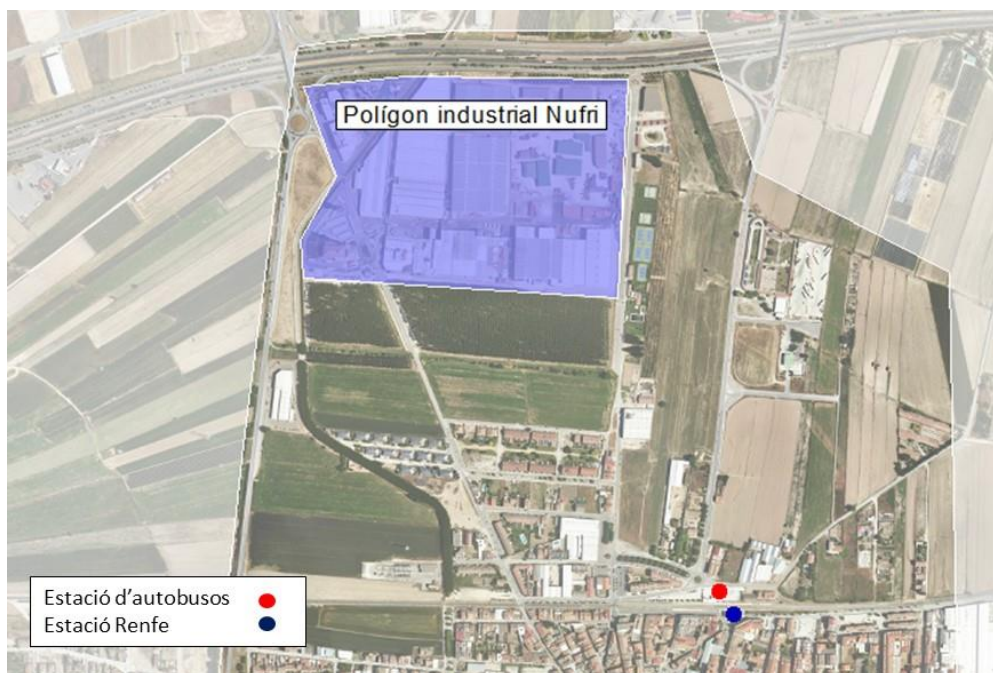 Polígon industrial Nufri
Estació d'autobusos
Estació Renfe